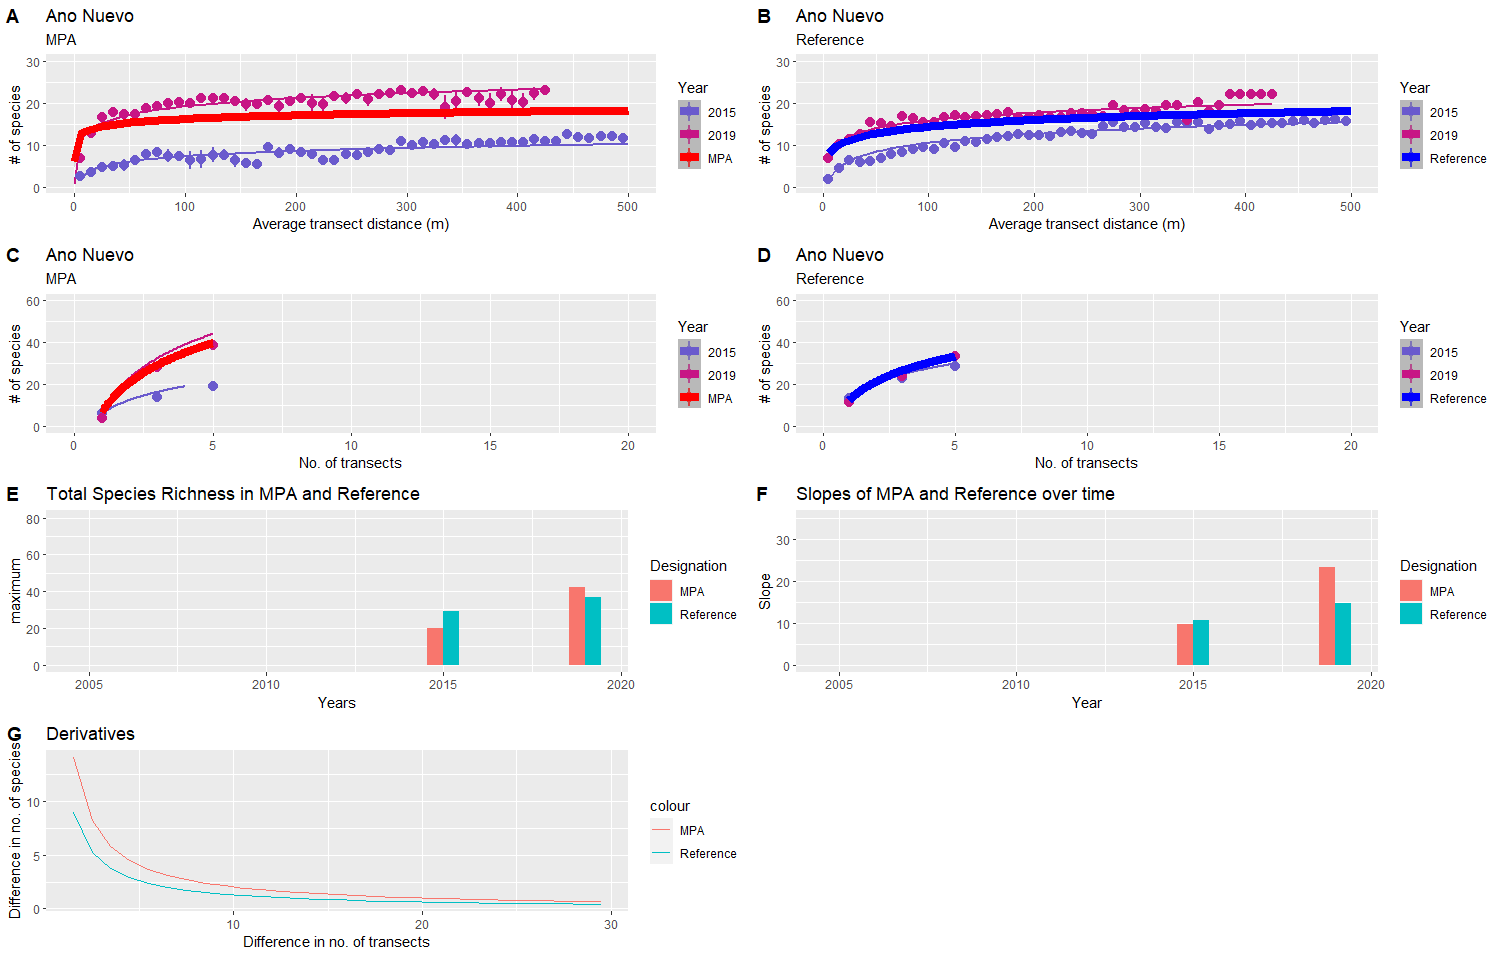 A Ano Nuevo
MPA
# of species
30
20
10
0
0 100 200 300 400 500
Average transect distance (m)
Year
2015
2019
MPA
B Ano Nuevo
Reference
# of species
30
20
10
0
0 100 200 300 400 500
Average transect distance (m)
Year
2015
2019
Reference
C Ano Nuevo
MPA
# of species
60
40
20
0
0 5 10 15 20
No. of transects
Year
2015
2019
MPA
D Ano Nuevo
Reference
# of species
60
40
20
0
0 5 10 15 20
No. of transects
Year
2015
2019
Reference
E Total Species Richness in MPA and Reference
maximum
80
60
40
20
0
2005 2010 2015 2020
Years
Designation
MPA
Reference
F Slopes of MPA and Reference over time
Slope
30
20
10
0
2005 2010 2015 2020
Year
Designation
MPA
Reference
G Derivatives
Difference in no. of species
10
5
0
10 20 30
Difference in no. of transects
colour
MPA
Reference